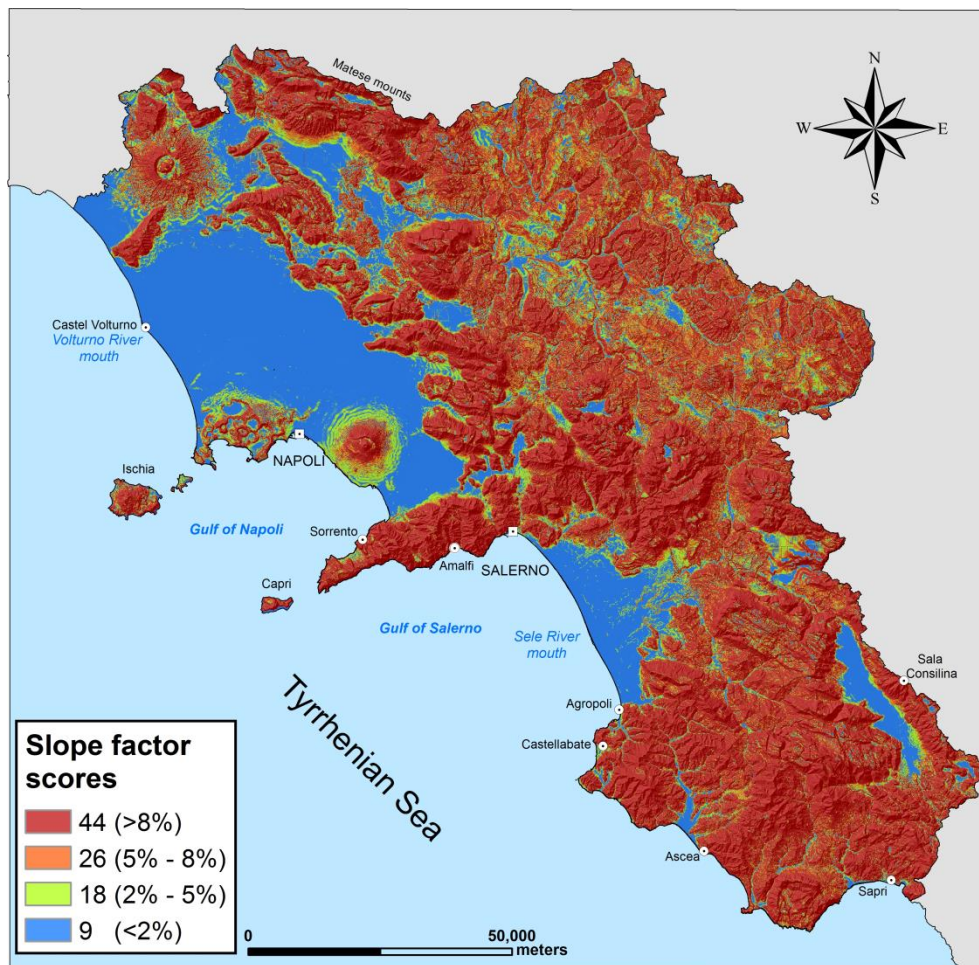 Matese mounts
N
W
E
S
Castel Volturno
Volturno River
mouth
NAPOLI
Ischia
Gulf of Napoli
Sorrento
Amalfi
SALERNO
Capri
Gulf of Salerno
Sele River
mouth
Sala
Consilina
Agropoli
Castellabate
Tyrrhenian Sea
Ascea
Sapri
Slope factor
scores
44 (>8%)
26 (5% - 8%)
18 (2% - 5%)
9 (<2%)
0
50,000
meters